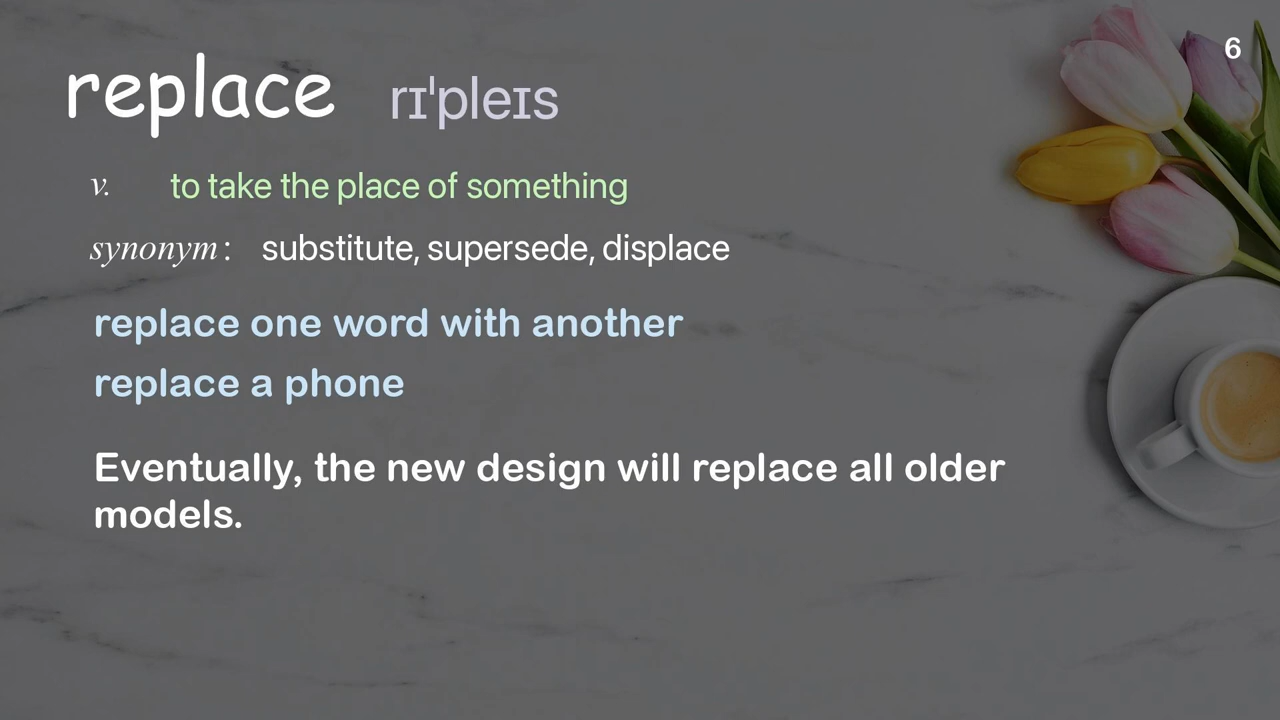 6
replace rɪˈpleɪs
v. to take the place of something
synonym: substitute, supersede, displace
replace one word with another
replace a phone
Eventually, the new design will replace all older
models.